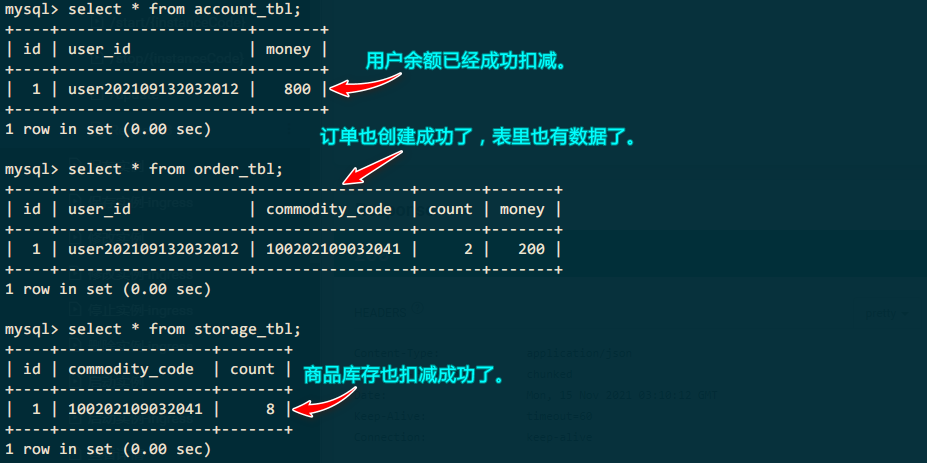 mysql> select * from account_tbl;
+----+---------------------+-------+
| id | user_id             | money |
+----+---------------------+-------+
用户余额已经成功扣减。
|  1 | user202109132032012 |   800 |
+----+---------------------+-------+
1 row in set (0.00 sec)
订单也创建成功了，表里也有数据了。
mysql> select * from order_tbl;
+----+---------------------+-----------------+-------+-------+
| id | user_id             | commodity_code  | count | money |
+----+---------------------+-----------------+-------+-------+
|  1 | user202109132032012 | 100202109032041 |     2 |   200 |
+----+---------------------+-----------------+-------+-------+
1 row in set (0.00 sec)
mysql> select * from storage_tbl;
+----+-----------------+-------+
| id | commodity_code  | count |
+----+-----------------+-------+
商品库存也扣减成功了。
|  1 | 100202109032041 |     8 |
+----+-----------------+-------+
1 row in set (0.00 sec)